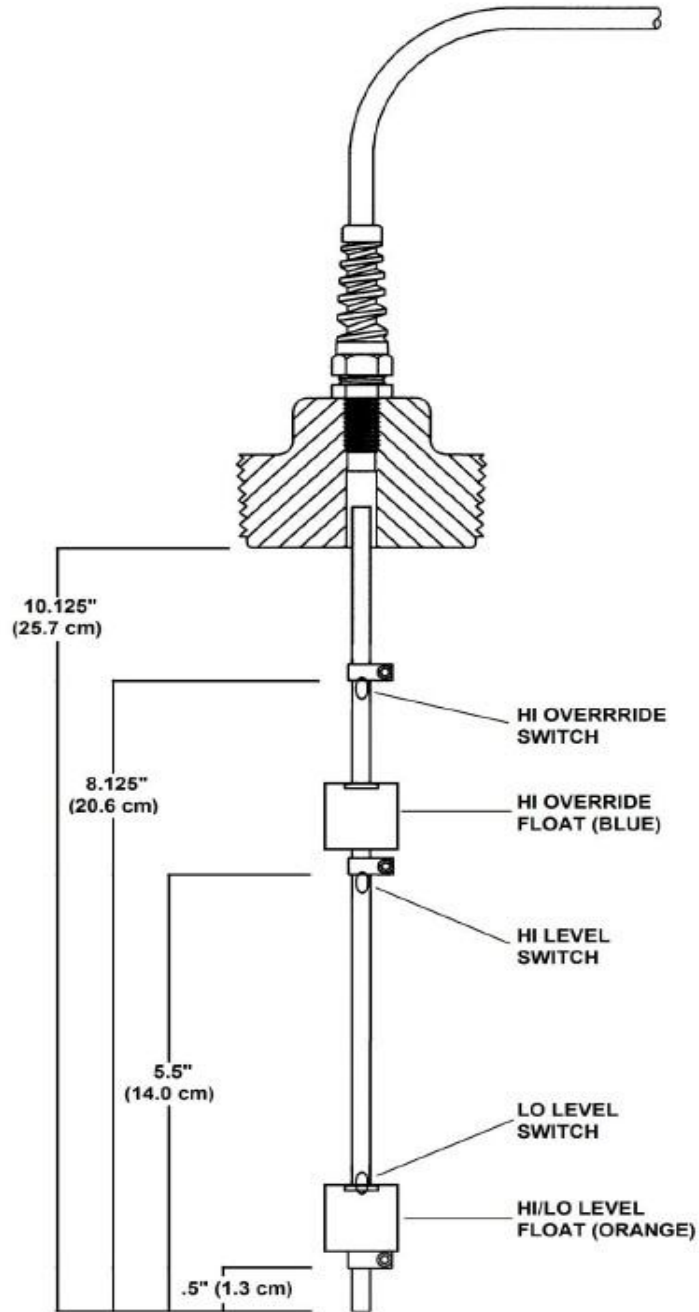 10.125"
(25.7 cm)
HI OVERRRIDE
SWITCH
8.125"
(20.6 cm)
HI OVERRIDE
FLOAT (BLUE)
HI LEVEL
SWITCH
5.5"
(14.0 cm)
LO LEVEL
SWITCH
HI/LO LEVEL
FLOAT (ORANGE)
.5" (1.3 cm)